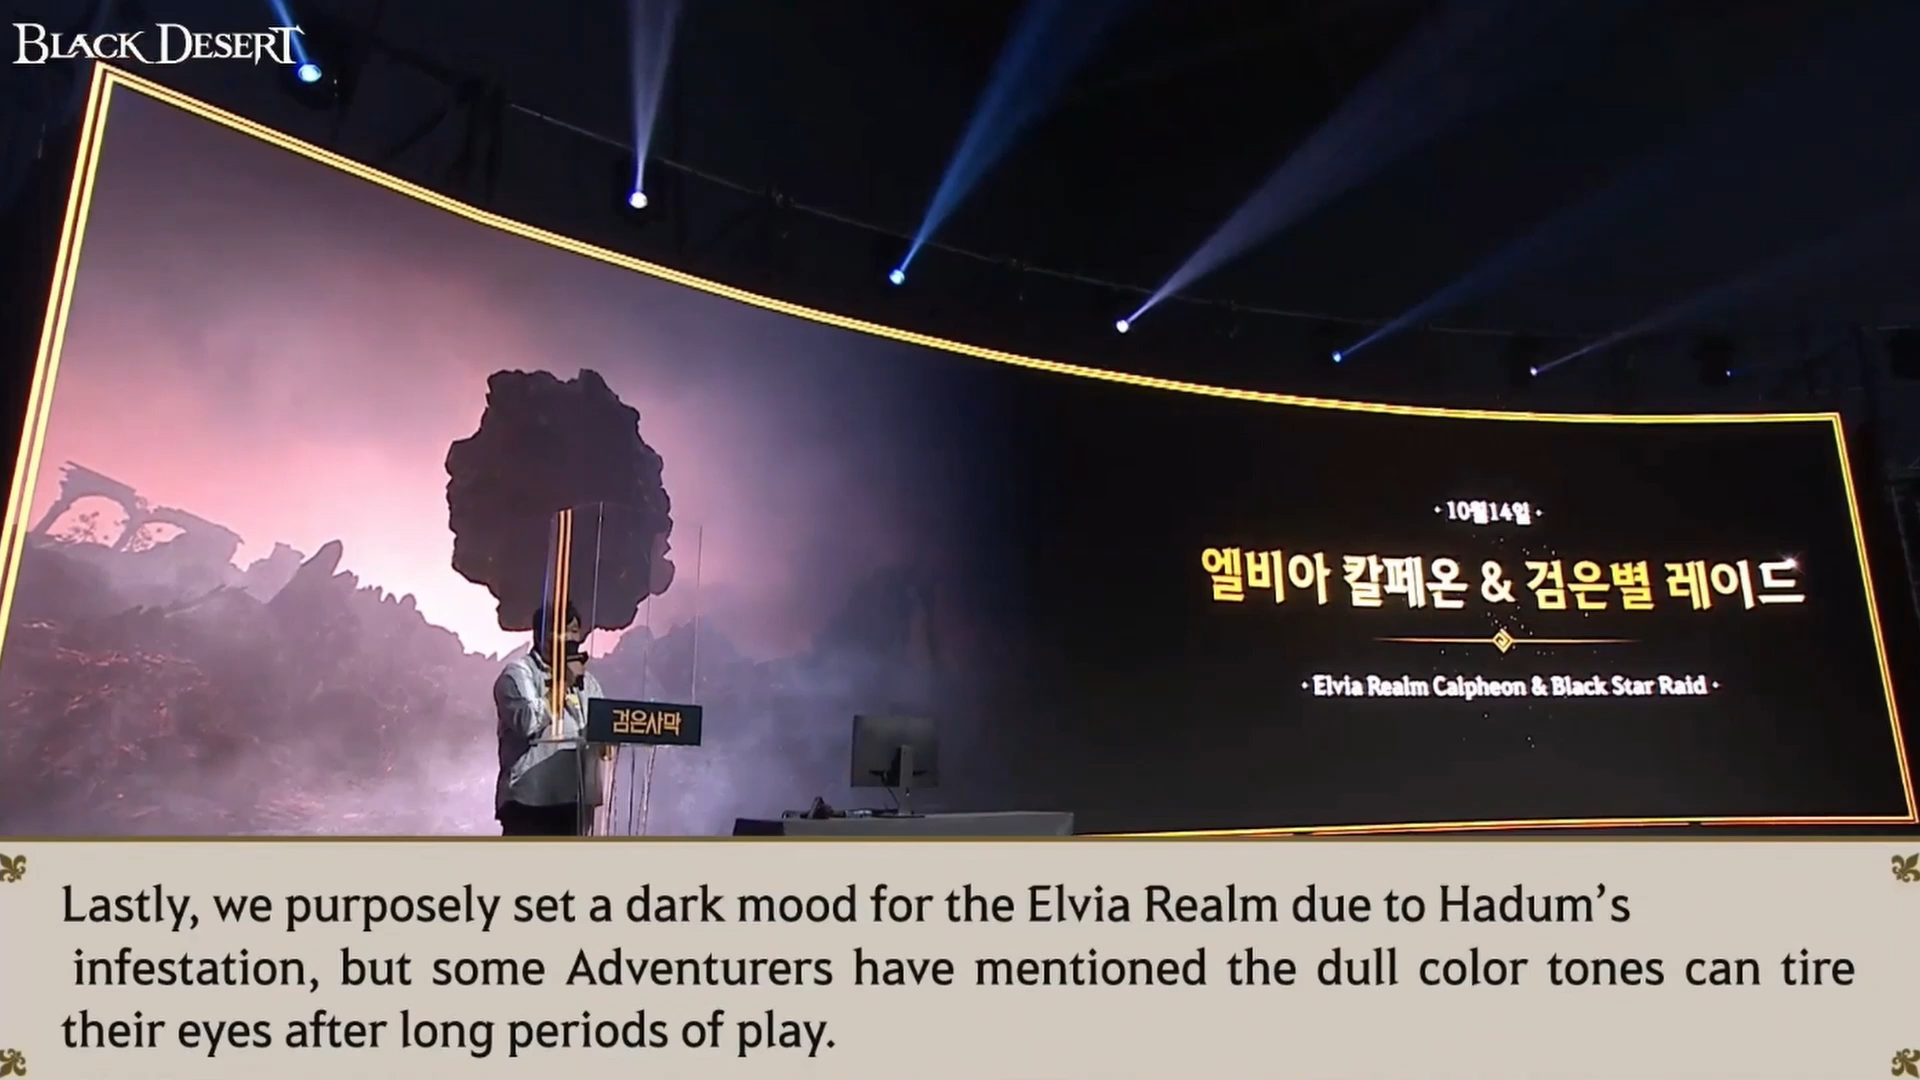 BLACK DESERT
· 10월14일 ·
엘비아 칼페온 & 검은별 레이드
· Elvia Realm Calpheon & Black Star Raid ·
검은사막
Lastly, we purposely set a dark mood for the Elvia Realm due to Hadum’s
infestation, but some Adventurers have mentioned the dull color tones can tire
their eyes after long periods of play.